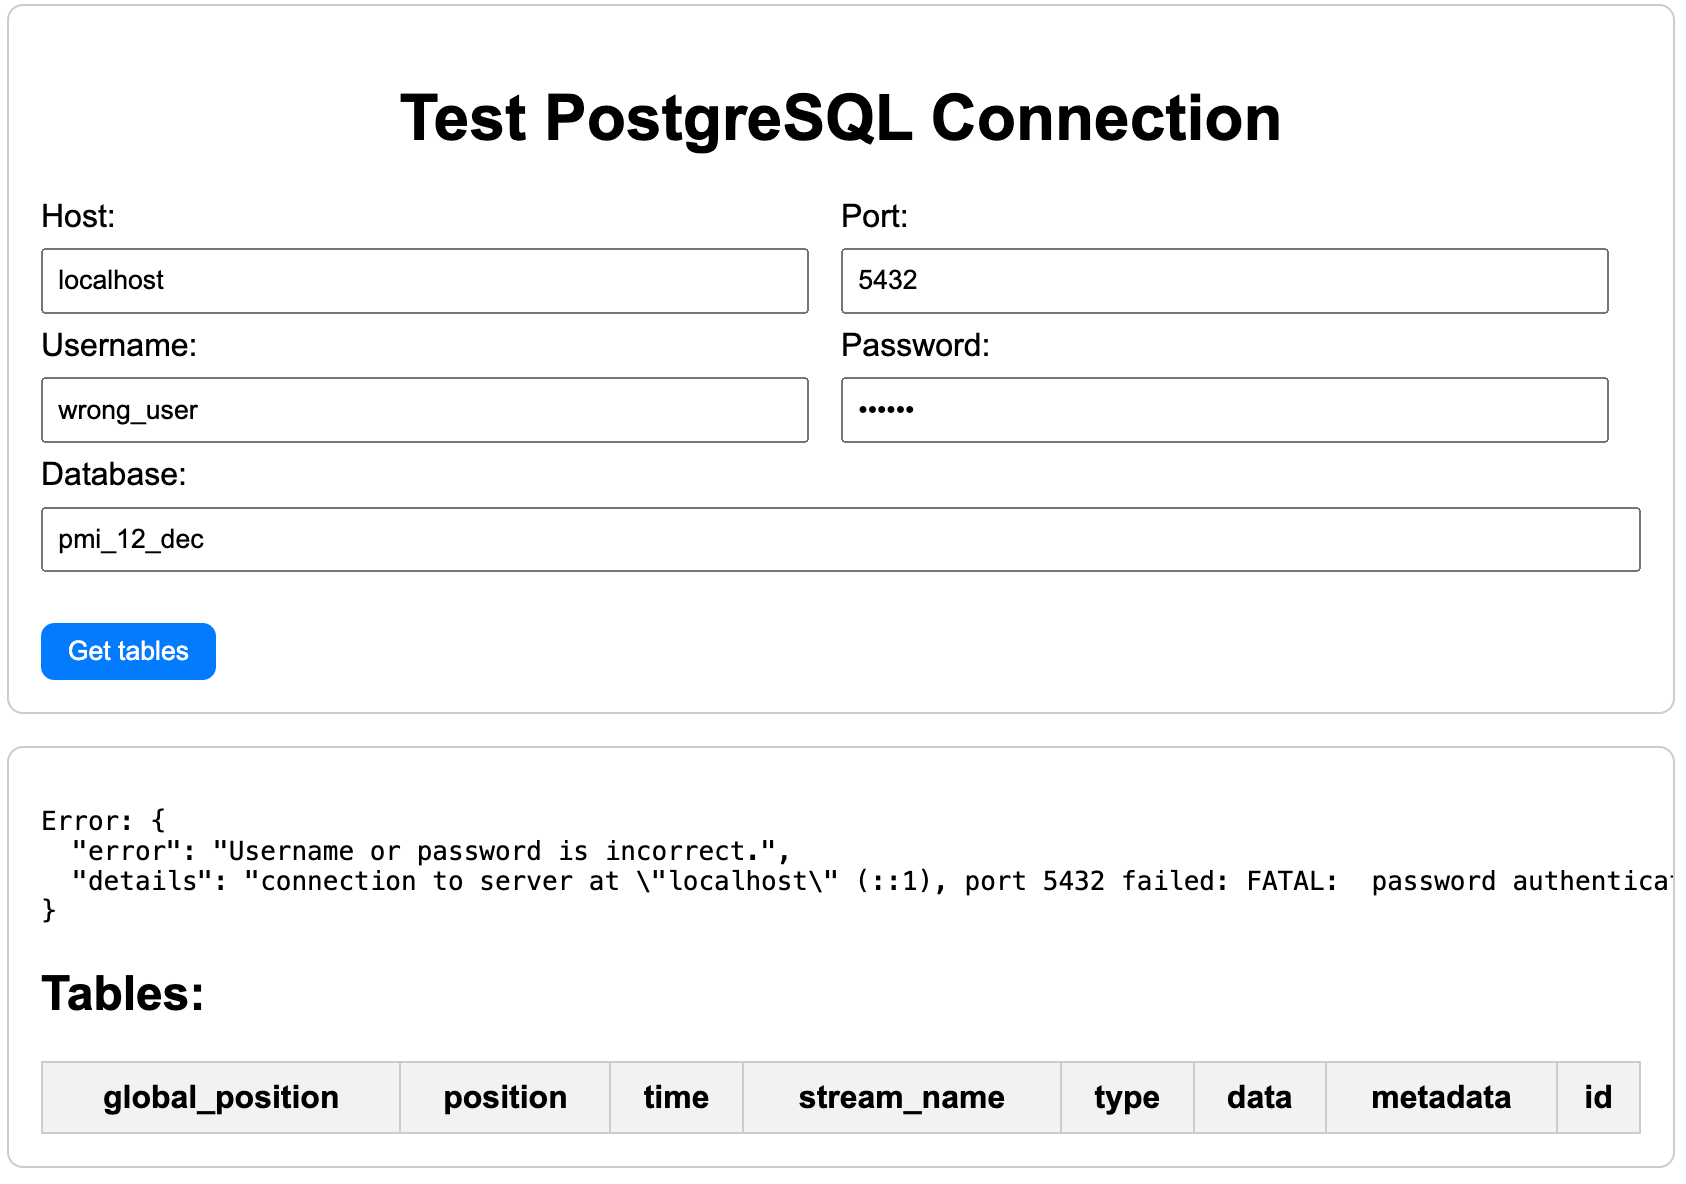 Test PostgreSQL Connection
Host: Port:
localhost 5432
Username: Password:
wrong_user ••••••
Database:
pmi_12_dec
Get tables
Error: {
  "error": "Username or password is incorrect.",
  "details": "connection to server at \"localhost\" (::1), port 5432 failed: FATAL:  password
}
Tables:
global_position position time stream_name type data metadata id